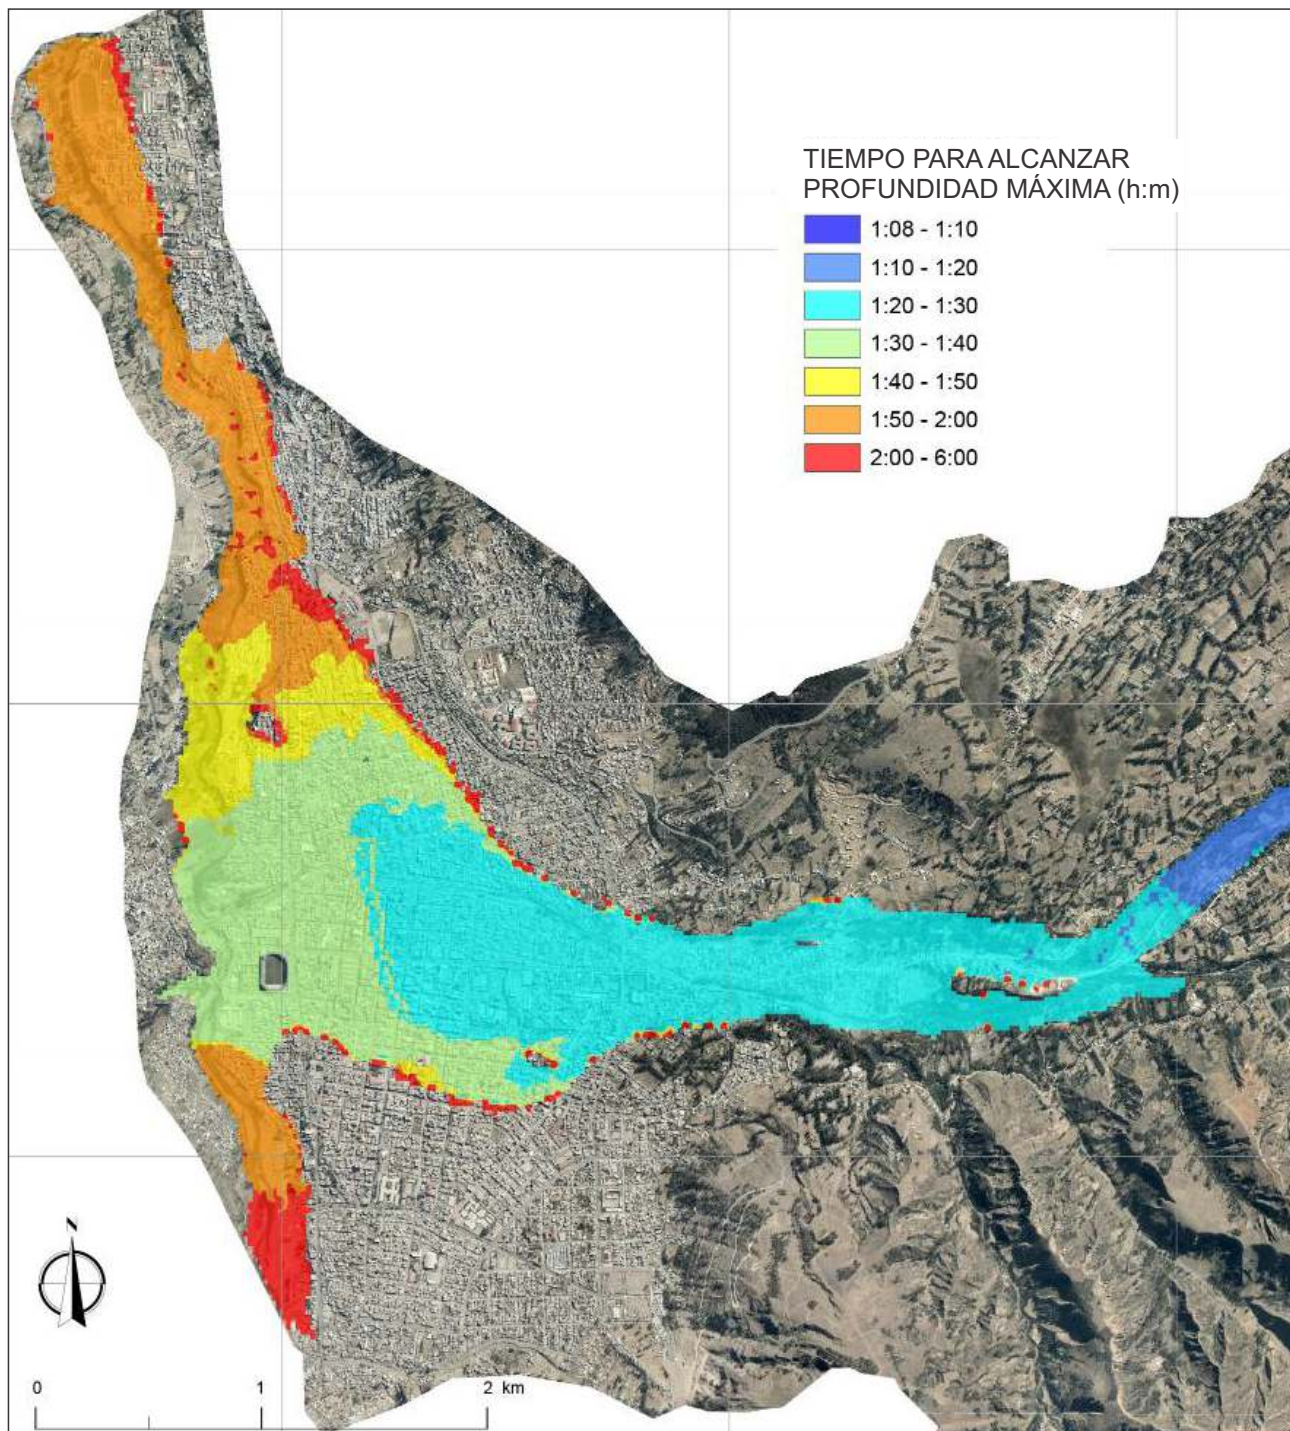 TIEMPO PARA ALCANZAR
PROFUNDIDAD MÁXIMA (h:m)
1:08 - 1:10
1:10 - 1:20
1:20 - 1:30
1:30 - 1:40
1:40 - 1:50
1:50 - 2:00
2:00 - 6:00
N
0 1 2 km